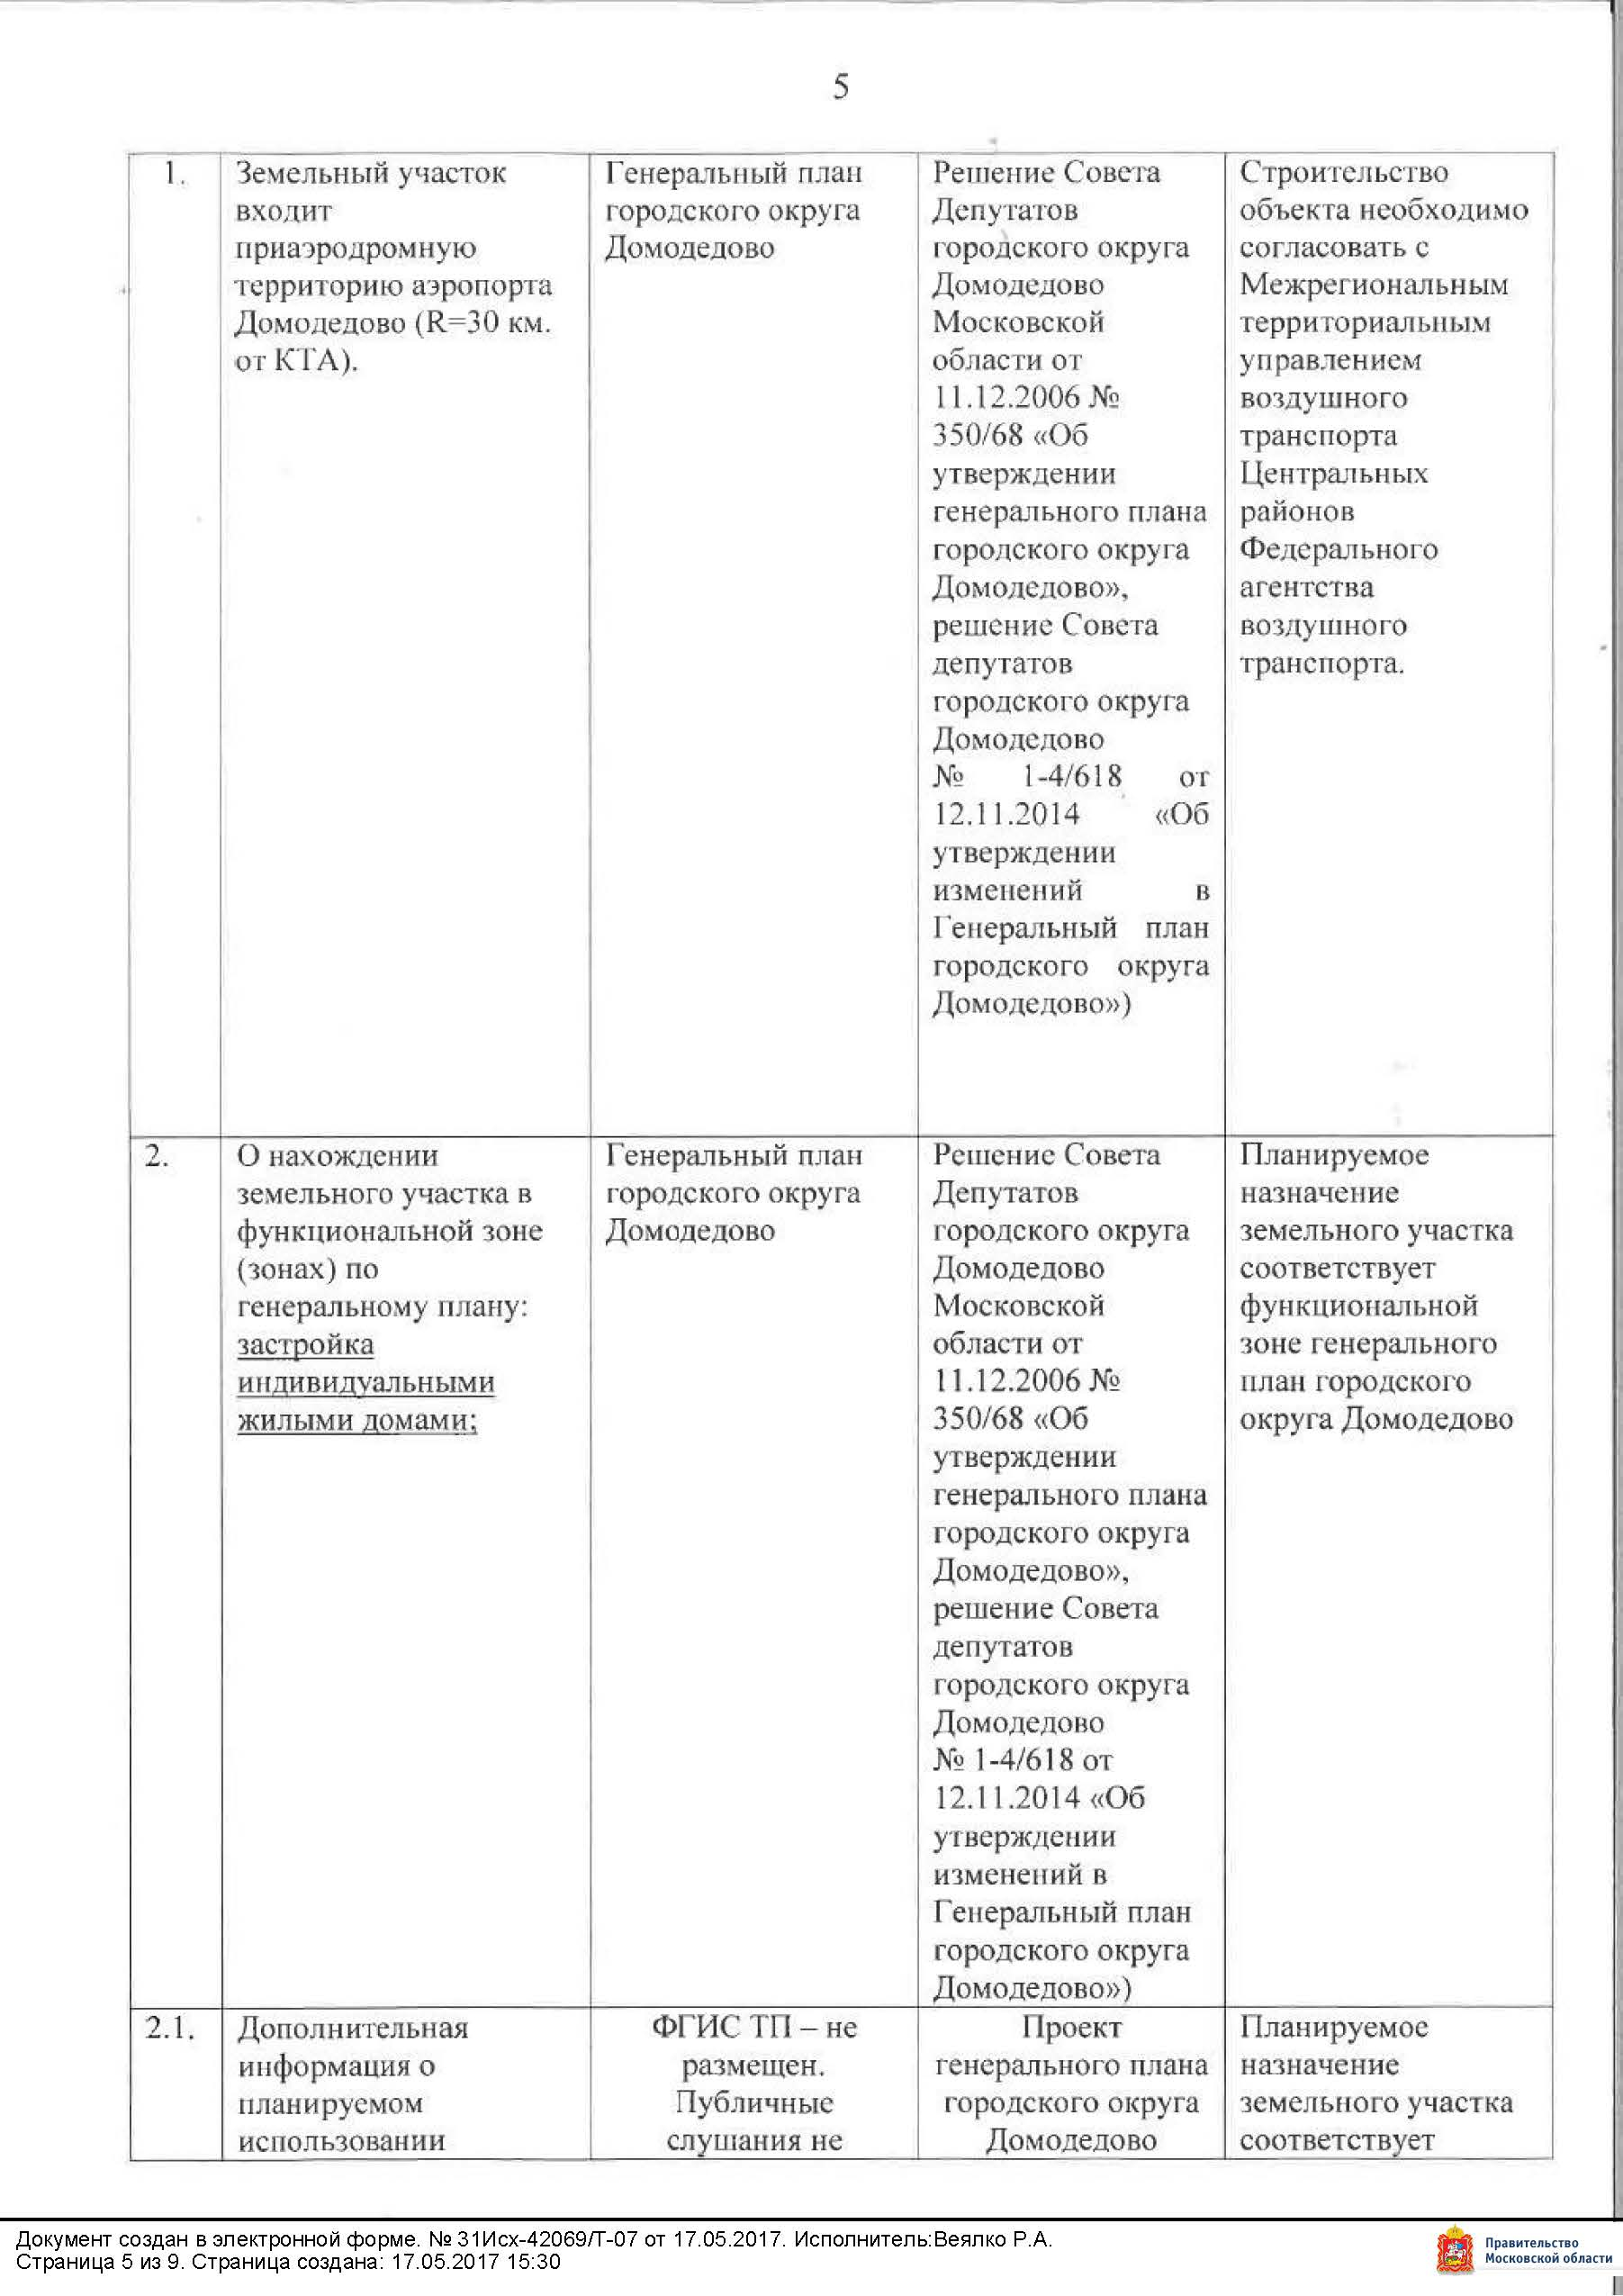 5
1.
Земельный участок
входит
приаэродромную
территорию аэропорта
Домодедово (R=30 км.
от КТА).
Генеральный план
городского округа
Домодедово
Решение Совета
Депутатов
городского округа
Домодедово
Московской
области от
11.12.2006 №
350/68 «Об
утверждении
генерального плана
городского округа
Домодедово»,
решение Совета
депутатов
городского округа
Домодедово
№ 1-4/618 от
12.11.2014 «Об
утверждении
изменений в
Генеральный план
городского округа
Домодедово»)
Строительство
объекта необходимо
согласовать с
Межрегиональным
территориальным
управлением
воздушного
транспорта
Центральных
районов
Федерального
агентства
воздушного
транспорта.
2.
О нахождении
земельного участка в
функциональной зоне
(зонах) по
генеральному плану:
застройка
индивидуальными
жилыми домами;
Генеральный план
городского округа
Домодедово
Решение Совета
Депутатов
городского округа
Домодедово
Московской
области от
11.12.2006 №
350/68 «Об
утверждении
генерального плана
городского округа
Домодедово»,
решение Совета
депутатов
городского округа
Домодедово
№ 1-4/618 от
12.11.2014 «Об
утверждении
изменений в
Генеральный план
городского округа
Домодедово»)
Планируемое
назначение
земельного участка
соответствует
функциональной
зоне генерального
план городского
округа Домодедово
2.1.
Дополнительная
информация о
планируемом
использовании
ФГИС ТП – не
размещен.
Публичные
слушания не
Проект
генерального плана
городского округа
Домодедово
Планируемое
назначение
земельного участка
соответствует
Документ создан в электронной форме. № 31Исх-42069/Т-07 от 17.05.2017. Исполнитель:Веялко Р.А.
Страница 5 из 9. Страница создана: 17.05.2017 15:30
Правительство
Московской области